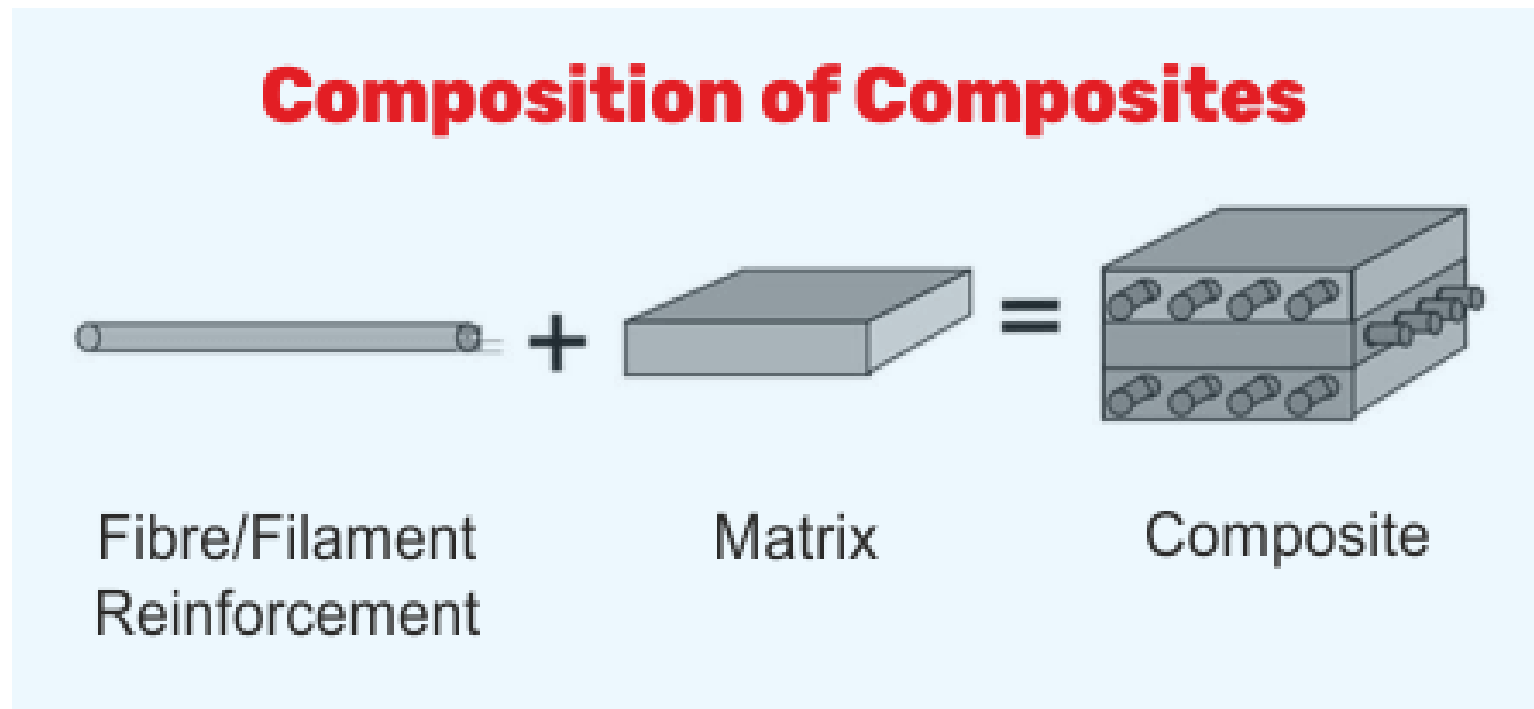 Composition of Composites
+
=
Fibre/Filament
Reinforcement
Matrix
Composite